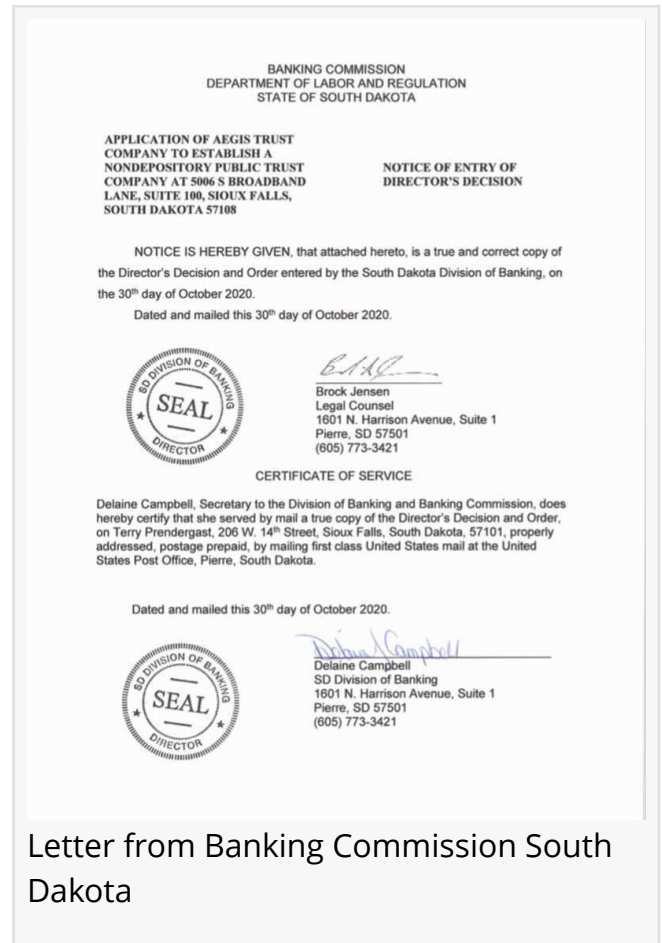 BANKING COMMISSION
DEPARTMENT OF LABOR AND REGULATION
STATE OF SOUTH DAKOTA
APPLICATION OF AEGIS TRUST
COMPANY TO ESTABLISH A
NONDEPOSITORY PUBLIC TRUST
COMPANY AT 5006 S BROADBAND
LANE, SUITE 100, SIOUX FALLS,
SOUTH DAKOTA 57108
NOTICE OF ENTRY OF
DIRECTOR'S DECISION
NOTICE IS HEREBY GIVEN, that attached hereto, is a true and correct copy of
the Director's Decision and Order entered by the South Dakota Division of Banking, on
the 30th day of October 2020.
Dated and mailed this 30th day of October 2020.
SD DIVISION OF BANKING
SEAL
DIRECTOR
Brock Jensen
Legal Counsel
1601 N. Harrison Avenue, Suite 1
Pierre, SD 57501
(605) 773-3421
CERTIFICATE OF SERVICE
Delaine Campbell, Secretary to the Division of Banking and Banking Commission, does
hereby certify that she served by mail a true copy of the Director's Decision and Order,
on Terry Prendergast, 206 W. 14th Street, Sioux Falls, South Dakota, 57101, properly
addressed, postage prepaid, by mailing first class United States mail at the United
States Post Office, Pierre, South Dakota.
Dated and mailed this 30th day of October 2020.
SD DIVISION OF BANKING
SEAL
DIRECTOR
Delaine Campbell
Delaine Campbell
SD Division of Banking
1601 N. Harrison Avenue, Suite 1
Pierre, SD 57501
(605) 773-3421
Letter from Banking Commission South
Dakota